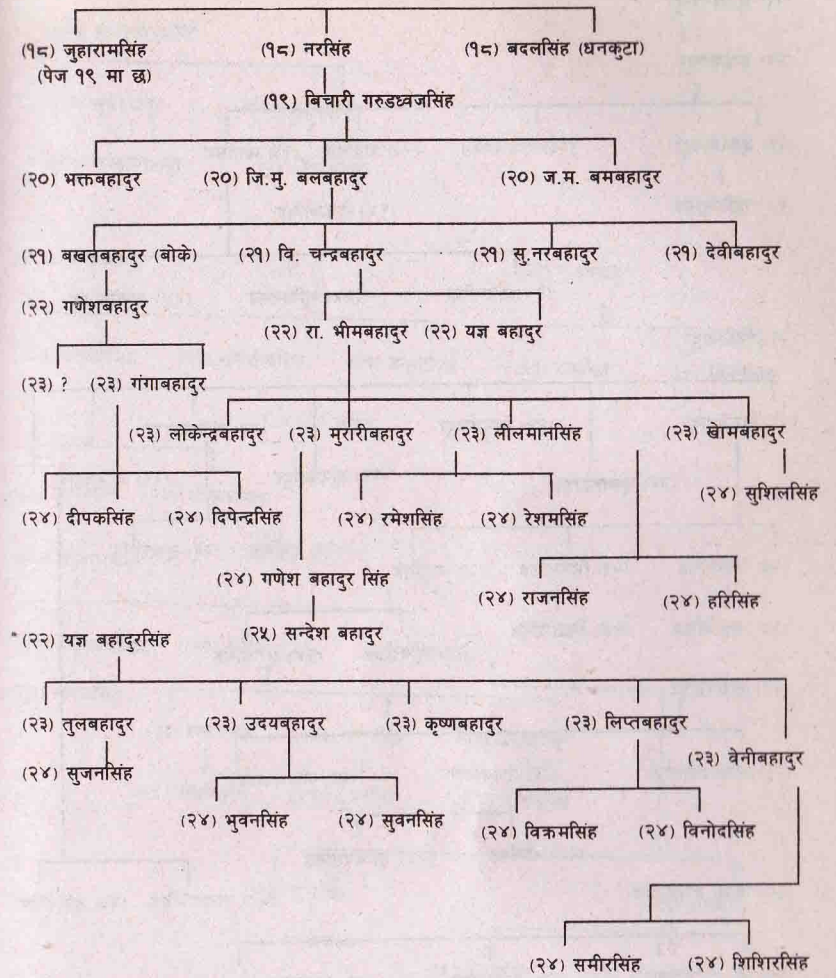 (१८) जुहारामसिंह (१८) नरसिंह (१८) बदलसिंह (धनकुटा)
(पेज १९ मा छ)
(१९) बिचारी गरुडध्वजसिंह
(२०) भक्तबहादुर (२०) जि.मु. बलबहादुर (२०) ज.म. बमबहादुर
(२१) बखतबहादुर (बोके) (२१) वि. चन्द्रबहादुर (२१) सु.नरबहादुर (२१) देवीबहादुर
(२२) गणेशबहादुर
(२२) रा. भीमबहादुर (२२) यज्ञ बहादुर
(२३) ? (२३) गंगाबहादुर
(२३) लोकेन्द्रबहादुर (२३) मुरारीबहादुर (२३) लीलमानसिंह (२३) खेामबहादुर
(२४) सुशिलसिंह
(२४) दीपकसिंह (२४) दिपेन्द्रसिंह (२४) रमेशसिंह (२४) रेशमसिंह
(२४) गणेश बहादुर सिंह
(२४) राजनसिंह (२४) हरिसिंह
(२५) सन्देश बहादुर
*(२२) यज्ञ बहादुरसिंह
(२३) तुलबहादुर (२३) उदयबहादुर (२३) कृष्णबहादुर (२३) लिप्तबहादुर
(२३) वेनीबहादुर
(२४) सुजनसिंह
(२४) भुवनसिंह (२४) सुवनसिंह (२४) विक्रमसिंह (२४) विनोदसिंह
(२४) समीरसिंह (२४) शिशिरसिंह